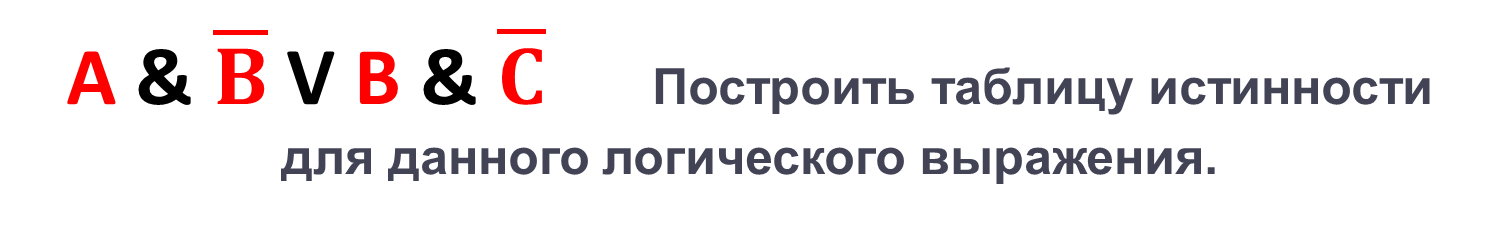 A & B̅ V B & C̅ Построить таблицу истинности
для данного логического выражения.